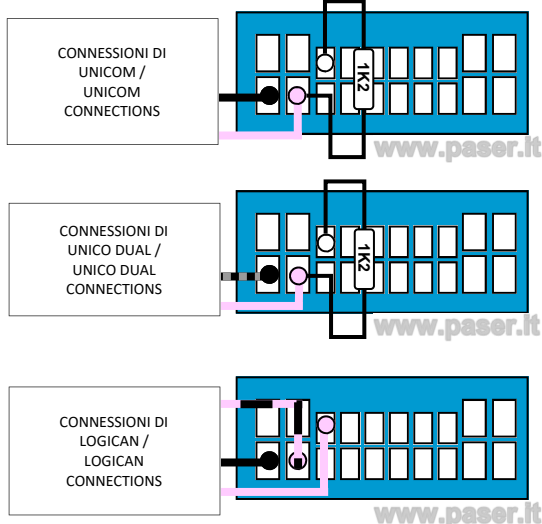 CONNESSIONI DI
UNICOM /
UNICOM
CONNECTIONS
1K2
www.paser.it
CONNESSIONI DI
UNICO DUAL /
UNICO DUAL
CONNECTIONS
1K2
www.paser.it
CONNESSIONI DI
LOGICAN /
LOGICAN
CONNECTIONS
www.paser.it